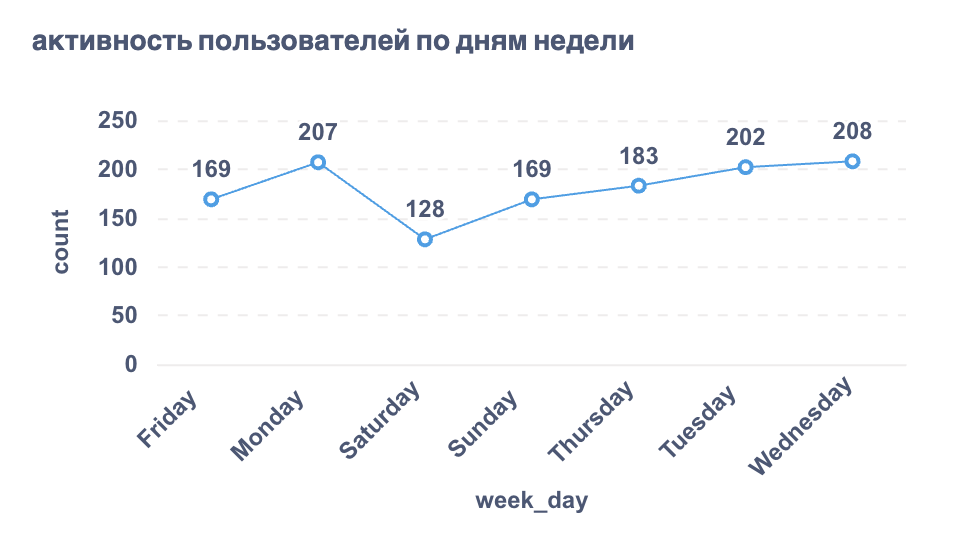 активность пользователей по дням недели
250
200
150
100
50
0
count
169
207
128
169
183
202
208
Friday
Monday
Saturday
Sunday
Thursday
Tuesday
Wednesday
week_day